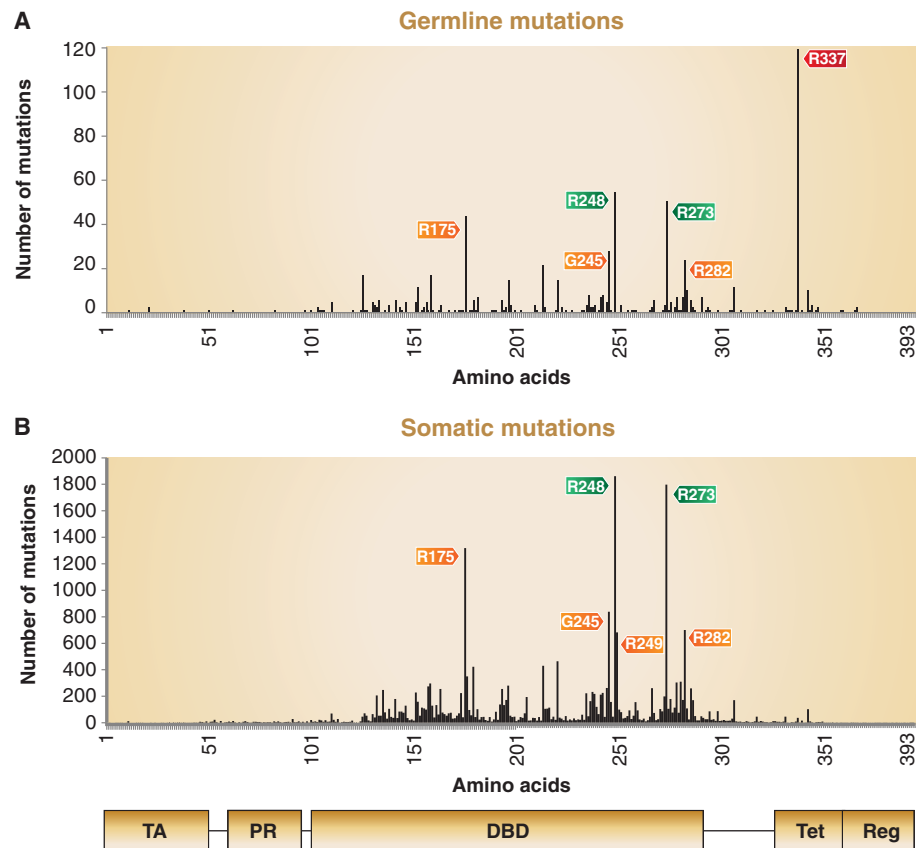 A
Germline mutations
Number of mutations
120
100
80
60
40
20
0
R337
R248
R273
R175
G245
R282
1
51
101
151
201
251
301
351
393
Amino acids
B
Somatic mutations
Number of mutations
2000
1800
1600
1400
1200
1000
800
600
400
200
0
R248
R273
R175
G245
R249
R282
1
51
101
151
201
251
301
351
393
Amino acids
TA
PR
DBD
Tet
Reg